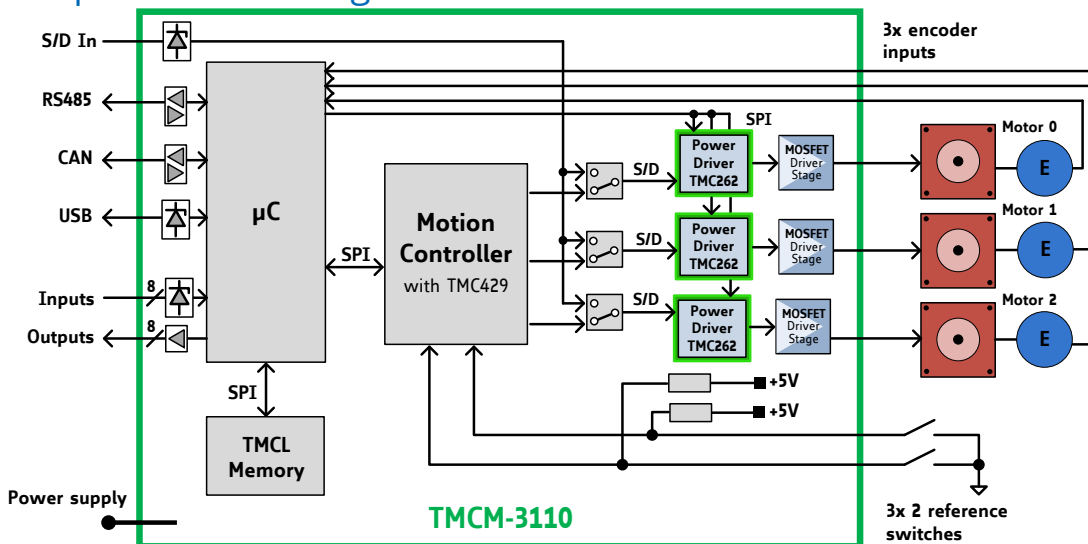 S/D In
3x encoder
inputs
RS485
CAN
USB
Inputs
8
Outputs
8
µC
SPI
TMCL
Memory
SPI
Motion
Controller
with TMC429
SPI
S/D
Power
Driver
TMC262
MOSFET
Driver
Stage
Motor 0
E
S/D
Power
Driver
TMC262
MOSFET
Driver
Stage
Motor 1
E
S/D
Power
Driver
TMC262
MOSFET
Driver
Stage
Motor 2
E
+5V
+5V
Power supply
TMCM-3110
3x 2 reference
switches